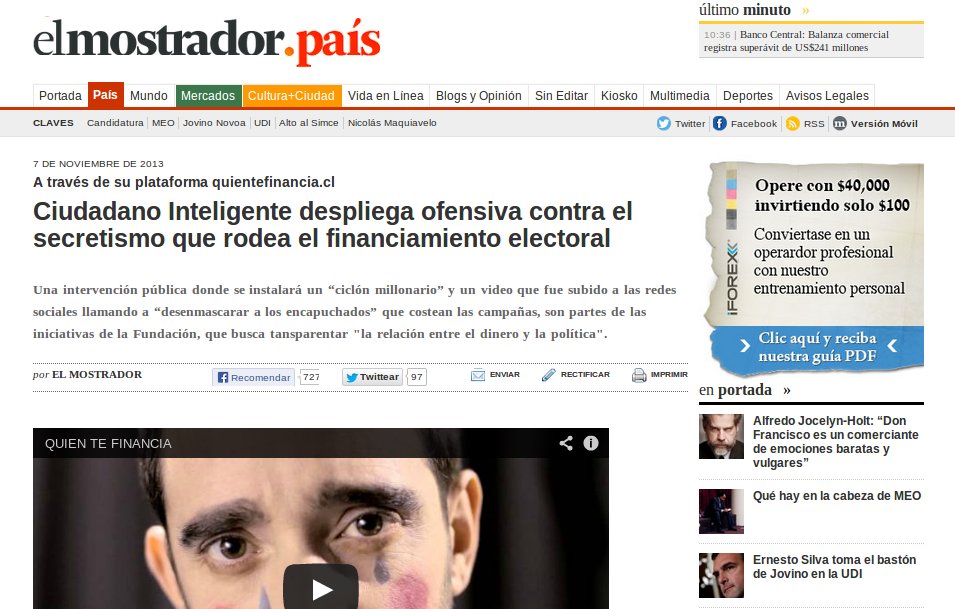 elmostrador.país
último minuto »
10:36 | Banco Central: Balanza comercial
registra superávit de US$241 millones
Portada País Mundo Mercados Cultura+Ciudad Vida en Línea Blogs y Opinión Sin Editar Kiosko Multimedia Deportes Avisos Legales
CLAVES Candidatura MEO Jovino Novoa UDI Alto al Simce Nicolás Maquiavelo
Twitter Facebook RSS m Versión Móvil
7 DE NOVIEMBRE DE 2013
A través de su plataforma quientefinancia.cl
Ciudadano Inteligente despliega ofensiva contra el
secretismo que rodea el financiamiento electoral
Una intervención pública donde se instalará un “ciclón millonario” y un video que fue subido a las redes
sociales llamando a “desenmascarar a los encapuchados” que costean las campañas, son partes de las
iniciativas de la Fundación, que busca tansparentar "la relación entre el dinero y la política".
por EL MOSTRADOR
Recomendar 727
Twittear 97
ENVIAR RECTIFICAR IMPRIMIR
QUIEN TE FINANCIA
iFOREX
Opere con $40,000
invirtiendo solo $100
Conviertase en un
operardor profesional
con nuestro
entrenamiento personal
Clic aquí y reciba
nuestra guía PDF
en portada »
Alfredo Jocelyn-Holt: “Don
Francisco es un comerciante
de emociones baratas y
vulgares”
Qué hay en la cabeza de MEO
Ernesto Silva toma el bastón
de Jovino en la UDI